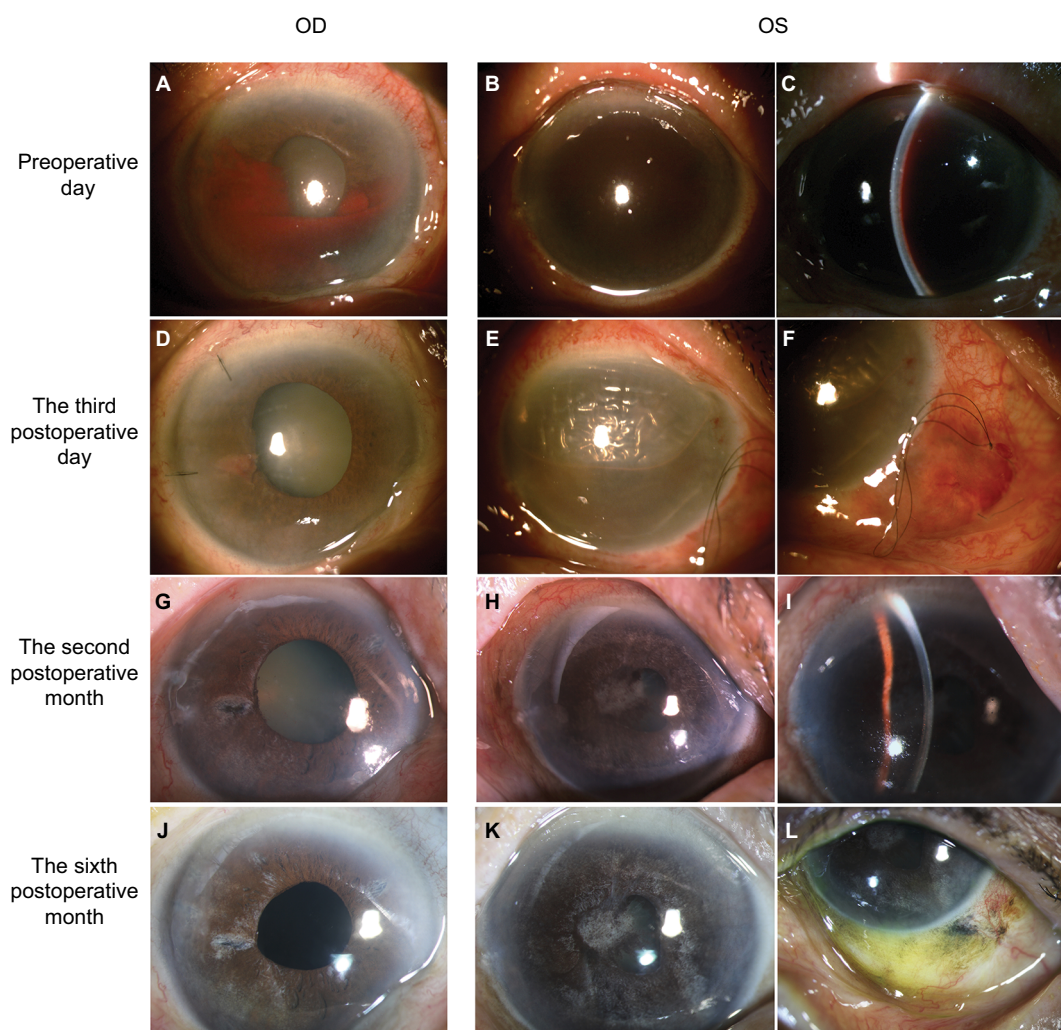 OD
OS
Preoperative
day
A
B
C
The third
postoperative
day
D
E
F
The second
postoperative
month
G
H
I
The sixth
postoperative
month
J
K
L